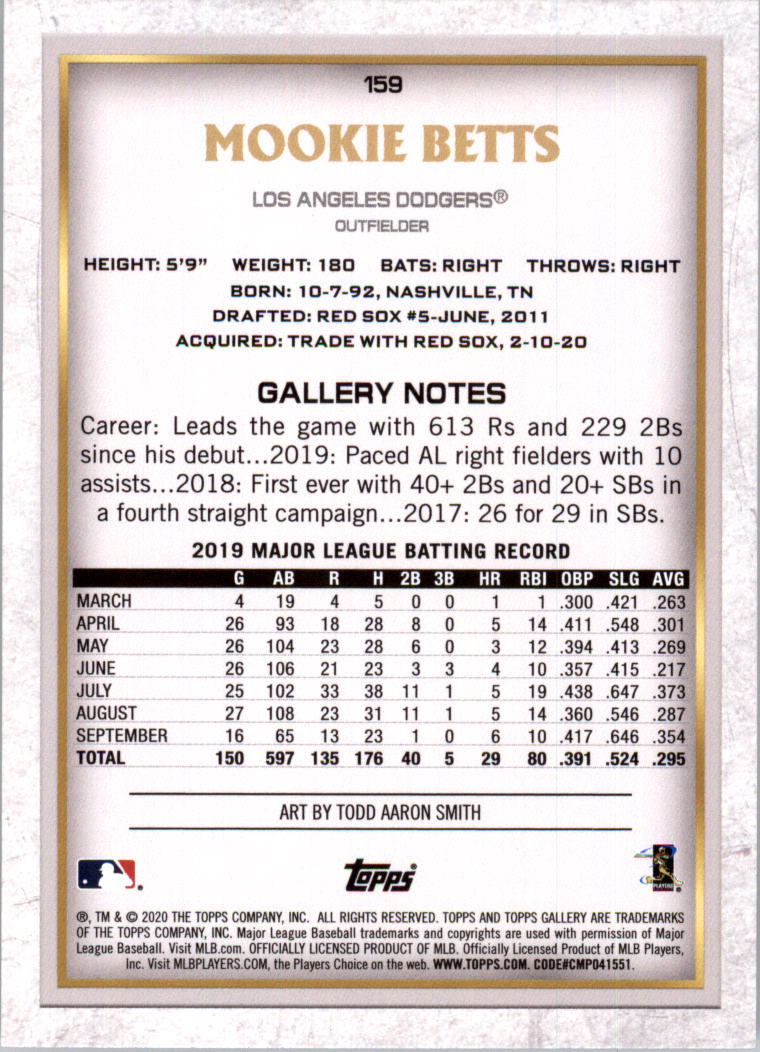 159
MOOKIE BETTS
LOS ANGELES DODGERS®
OUTFIELDER
HEIGHT: 5'9" WEIGHT: 180 BATS: RIGHT THROWS: RIGHT
BORN: 10-7-92, NASHVILLE, TN
DRAFTED: RED SOX #5-JUNE, 2011
ACQUIRED: TRADE WITH RED SOX, 2-10-20
GALLERY NOTES
Career: Leads the game with 613 Rs and 229 2Bs
since his debut...2019: Paced AL right fielders with 10
assists...2018: First ever with 40+ 2Bs and 20+ SBs in
a fourth straight campaign...2017: 26 for 29 in SBs.
2019 MAJOR LEAGUE BATTING RECORD
G AB R H 2B 3B HR RBI OBP SLG AVG
MARCH 4 19 4 5 0 0 1 1 .300 .421 .263
APRIL 26 93 18 28 8 0 5 14 .411 .548 .301
MAY 26 104 23 28 6 0 3 12 .394 .413 .269
JUNE 26 106 21 23 3 3 4 10 .357 .415 .217
JULY 25 102 33 38 11 1 5 19 .438 .647 .373
AUGUST 27 108 23 31 11 1 5 14 .360 .546 .287
SEPTEMBER 16 65 13 23 1 0 6 10 .417 .646 .354
TOTAL 150 597 135 176 40 5 29 80 .391 .524 .295
ART BY TODD AARON SMITH
topps
PLAYERS
®, TM & © 2020 THE TOPPS COMPANY, INC. ALL RIGHTS RESERVED. TOPPS AND TOPPS GALLERY ARE TRADEMARKS
OF THE TOPPS COMPANY, INC. Major League Baseball trademarks and copyrights are used with permission of Major
League Baseball. Visit MLB.com. OFFICIALLY LICENSED PRODUCT OF MLB. Officially Licensed Product of MLB Players,
Inc. Visit MLBPLAYERS.COM, the Players Choice on the web. WWW.TOPPS.COM. CODE#CMP041551.